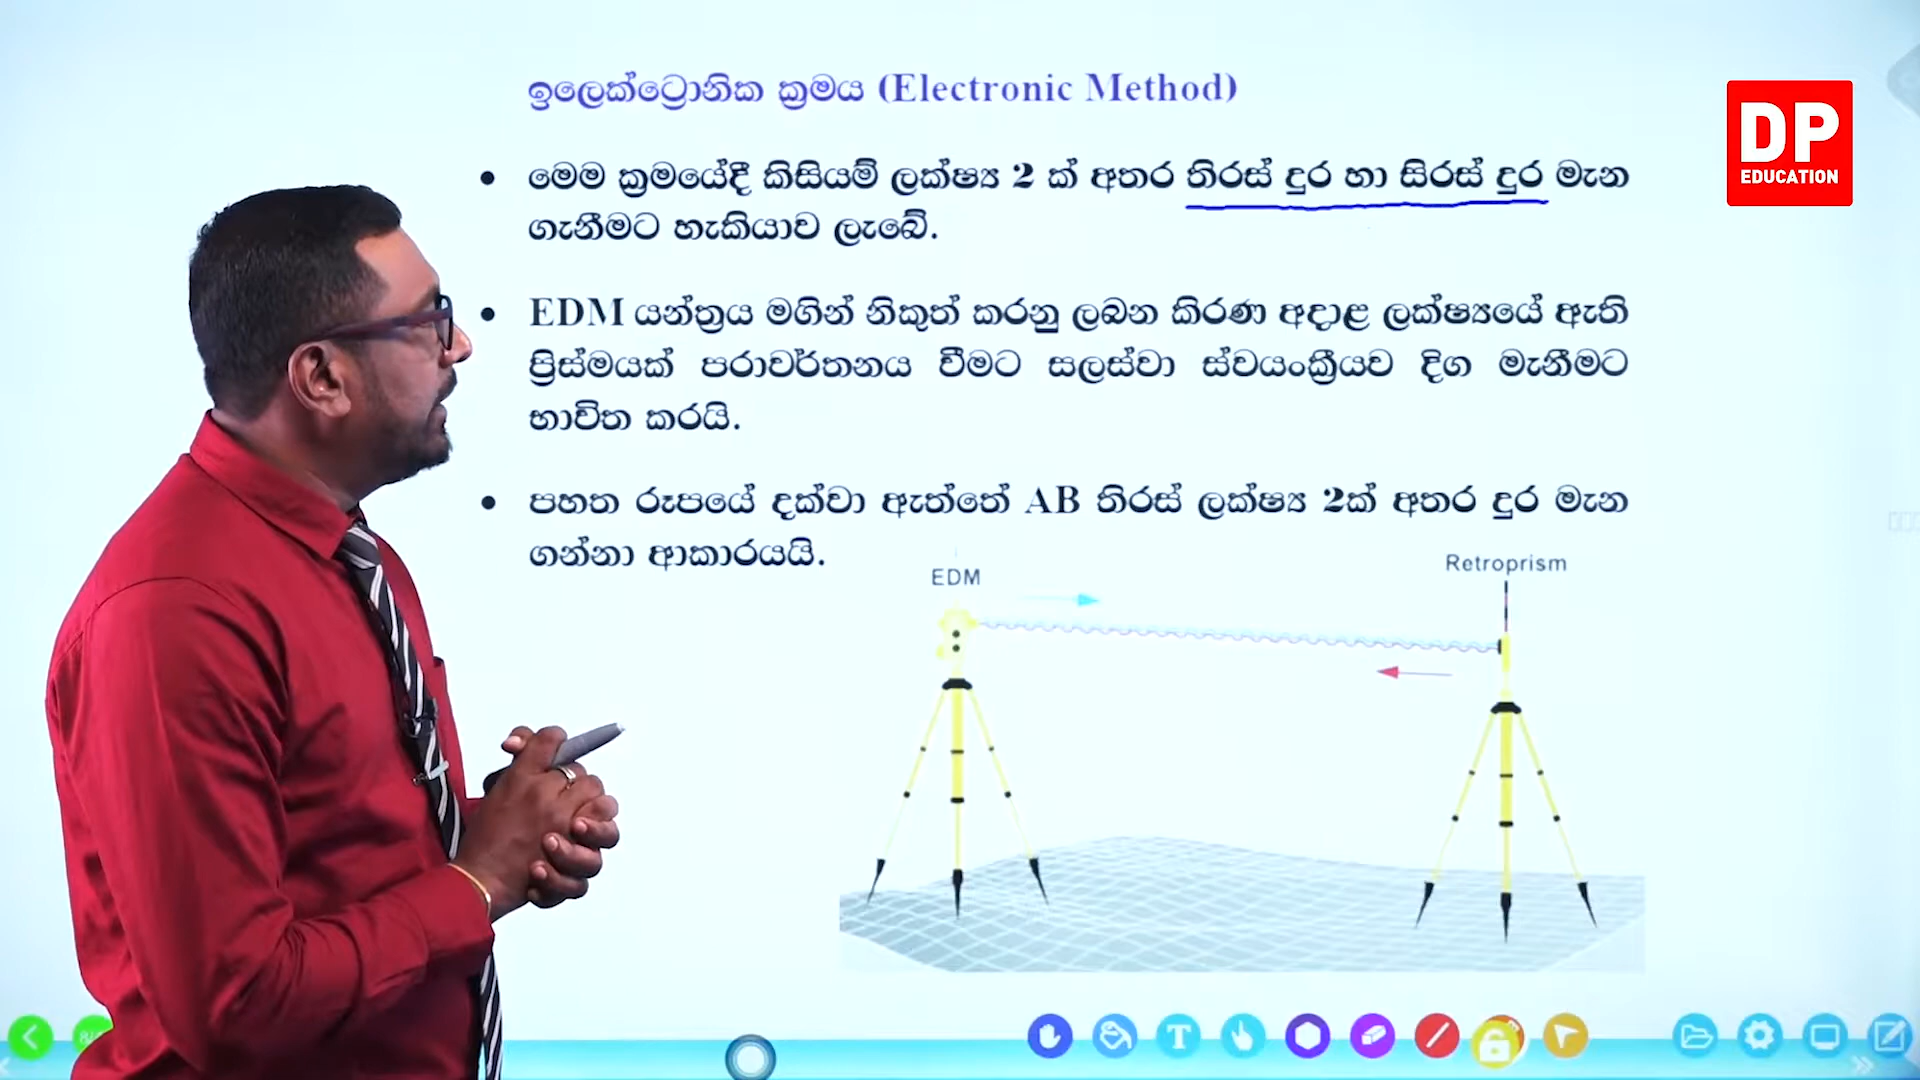 ඉලෙක්ට්‍රොනික ක්‍රමය (Electronic Method)
DP
EDUCATION
• මෙම ක්‍රමයේදී කිසියම් ලක්ෂ්‍ය 2 ක් අතර තිරස් දුර හා සිරස් දුර මැන
ගැනීමට හැකියාව ලැබේ.
• EDM යන්ත්‍රය මගින් නිකුත් කරනු ලබන කිරණ අදාළ ලක්ෂ්‍යයේ ඇති
ප්‍රිස්මයක් පරාවර්තනය වීමට සලස්වා ස්වයංක්‍රීයව දිග මැනීමට
භාවිත කරයි.
• පහත රූපයේ දක්වා ඇත්තේ AB තිරස් ලක්ෂ්‍ය 2ක් අතර දුර මැන
ගන්නා ආකාරයයි.
EDM
Retroprism